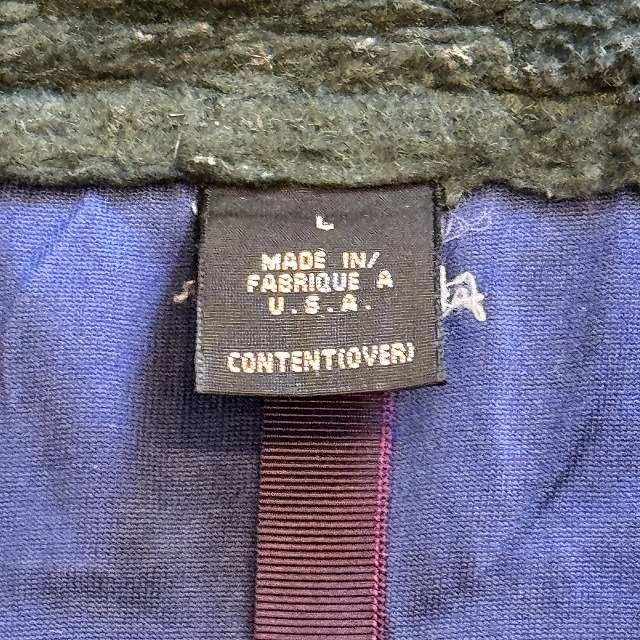 L
MADE IN/
FABRIQUE A
U.S.A.
CONTENT(OVER)